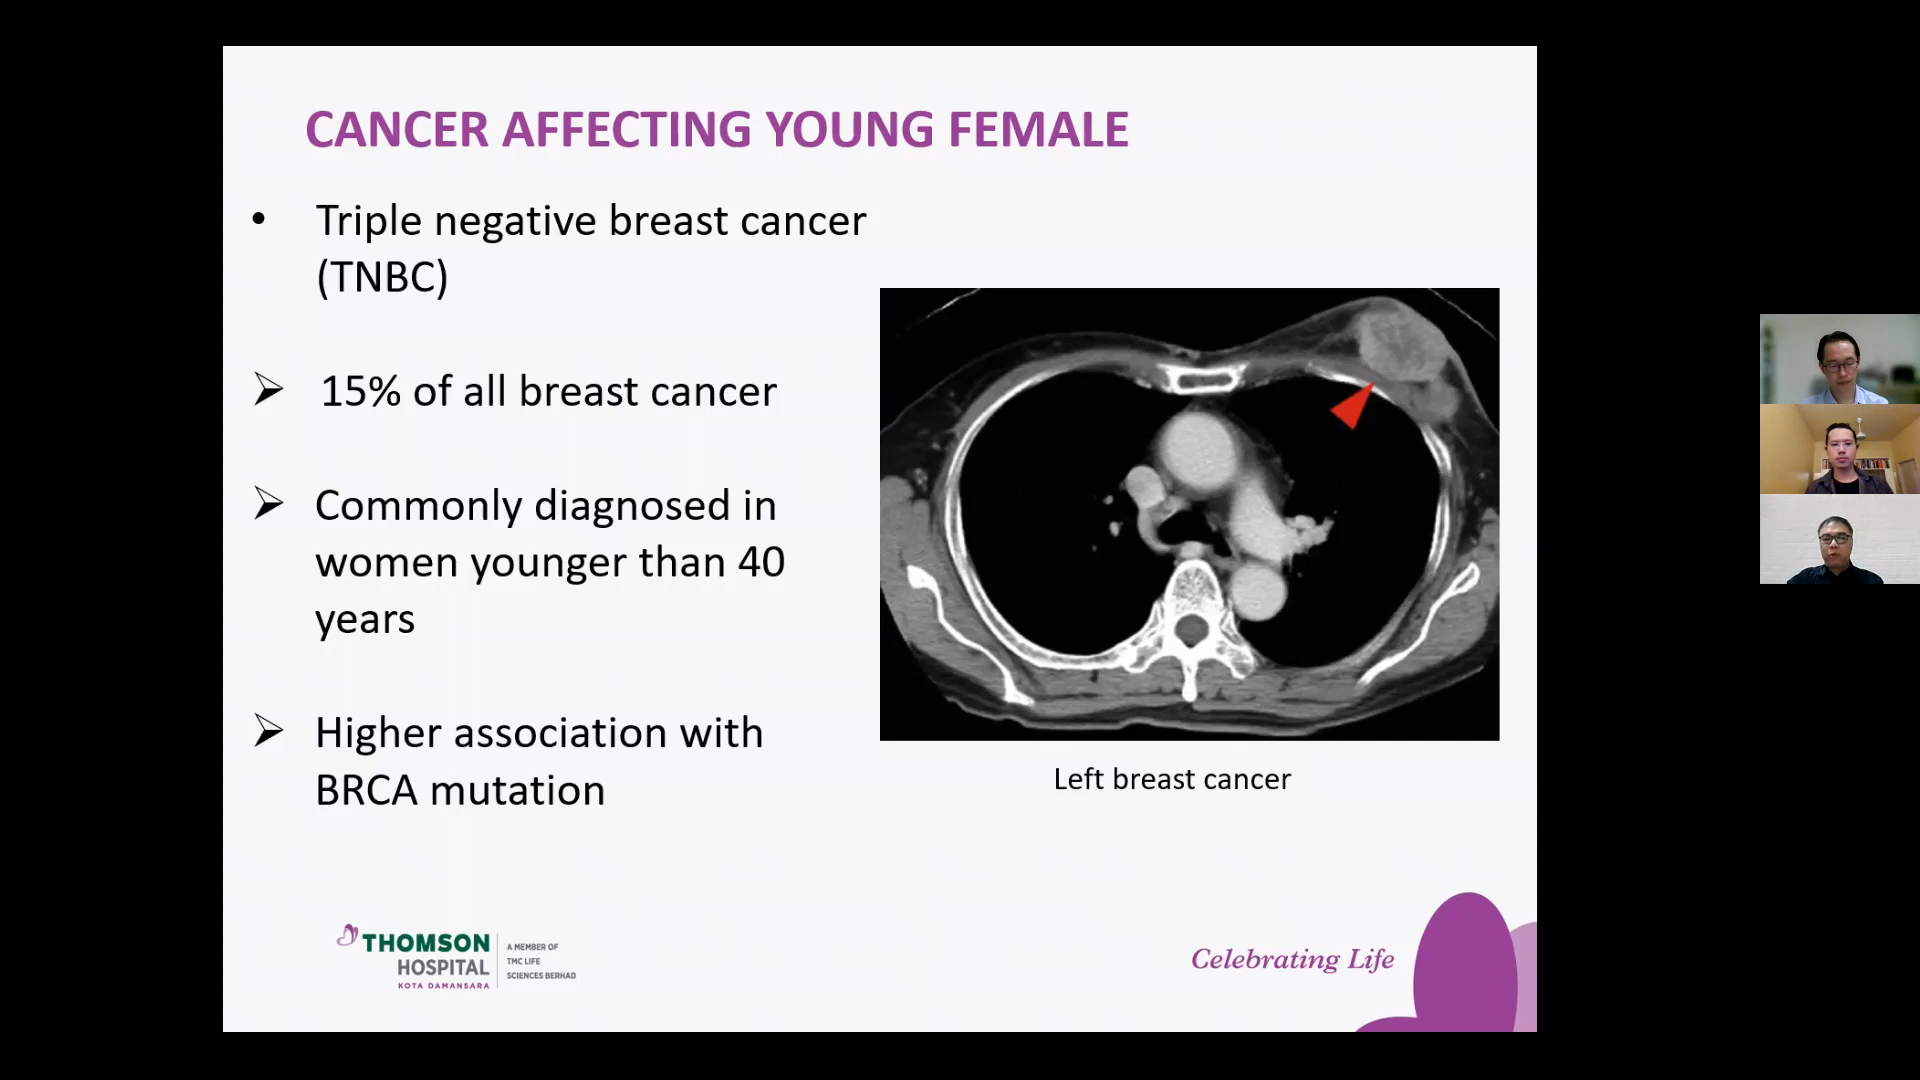 CANCER AFFECTING YOUNG FEMALE
• Triple negative breast cancer
(TNBC)
➢ 15% of all breast cancer
➢ Commonly diagnosed in
women younger than 40
years
➢ Higher association with
BRCA mutation
Left breast cancer
THOMSON
HOSPITAL
KOTA DAMANSARA
A MEMBER OF
TMC LIFE
SCIENCES BERHAD
Celebrating Life